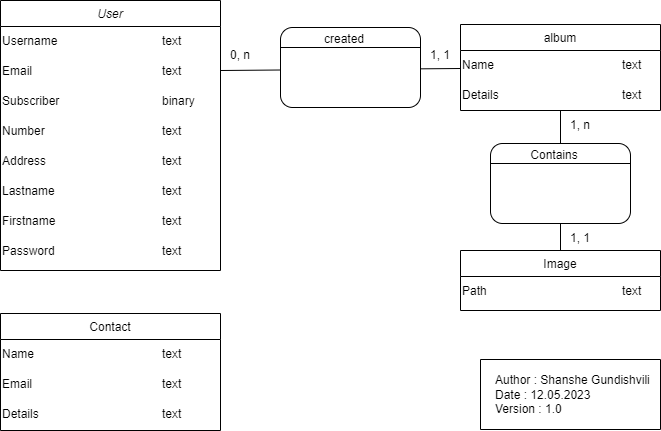 User
Username text
Email text
Subscriber binary
Number text
Address text
Lastname text
Firstname text
Password text
0, n
created
1, 1
album
Name text
Details text
1, n
Contains
1, 1
Image
Path text
Contact
Name text
Email text
Details text
Author : Shanshe Gundishvili
Date : 12.05.2023
Version : 1.0